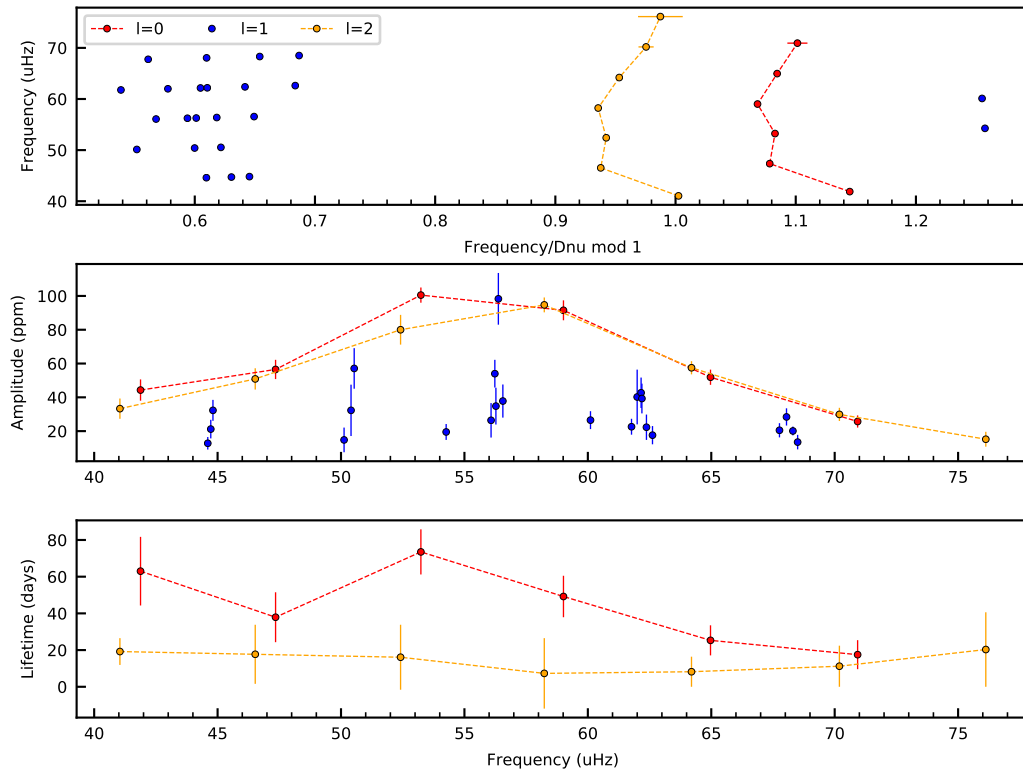 l=0 l=1 l=2
Frequency (uHz)
70
60
50
40
0.6 0.7 0.8 0.9 1.0 1.1 1.2
Frequency/Dnu mod 1
Amplitude (ppm)
100
80
60
40
20
40 45 50 55 60 65 70 75
Lifetime (days)
80
60
40
20
0
40 45 50 55 60 65 70 75
Frequency (uHz)